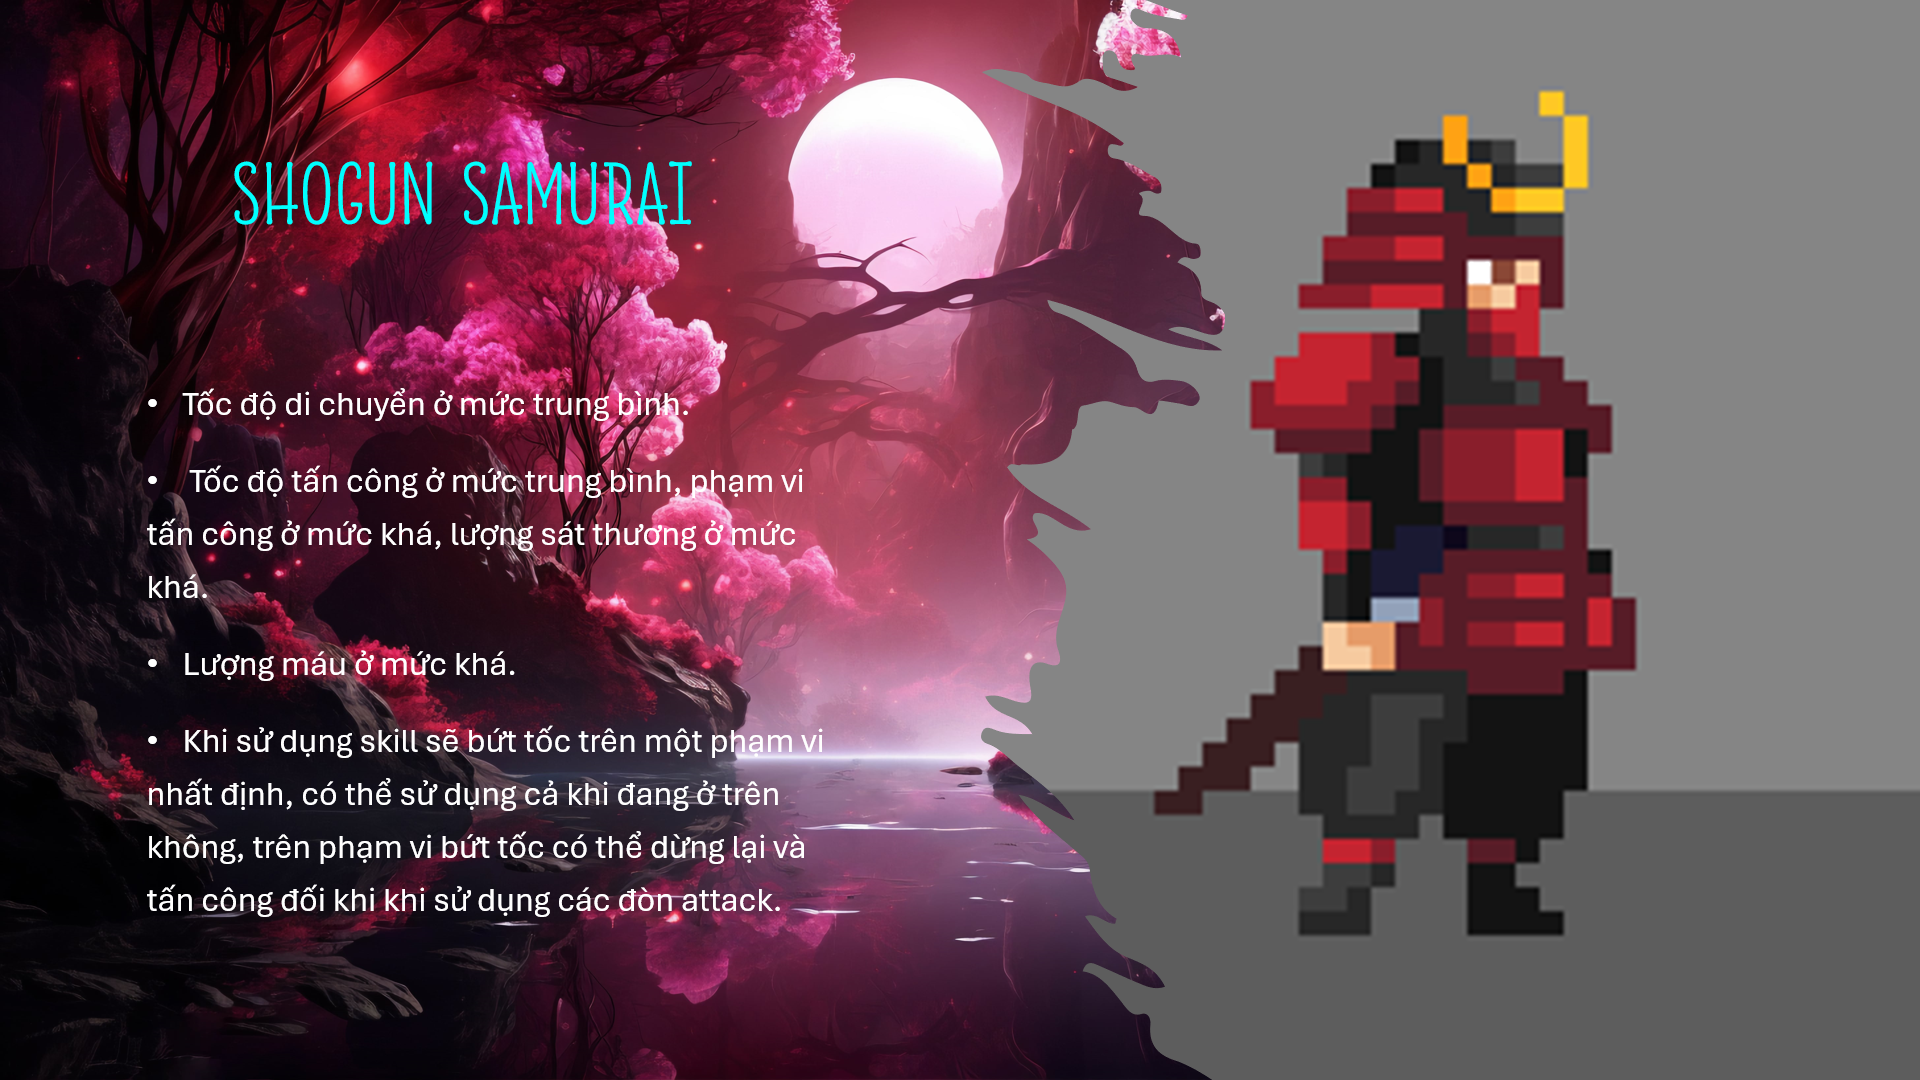 SHOGUN SAMURAI
• Tốc độ di chuyển ở mức trung bình.
• Tốc độ tấn công ở mức trung bình, phạm vi
tấn công ở mức khá, lượng sát thương ở mức
khá.
• Lượng máu ở mức khá.
• Khi sử dụng skill sẽ bứt tốc trên một phạm vi
nhất định, có thể sử dụng cả khi đang ở trên
không, trên phạm vi bứt tốc có thể dừng lại và
tấn công đối khi khi sử dụng các đòn attack.